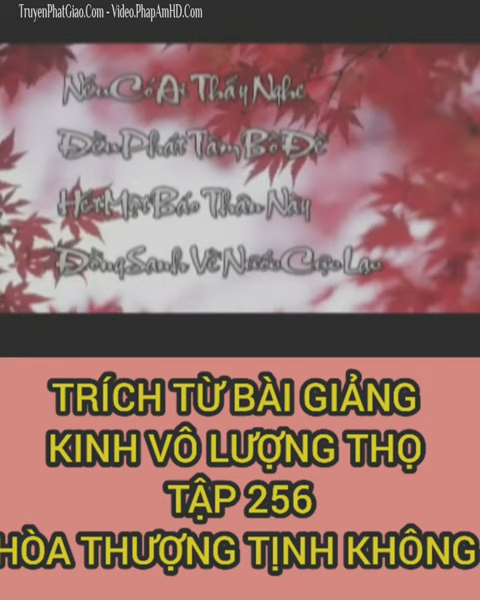 TruyenPhatGiao.Com - Video.PhapAmHD.Com
Nếu Có Ai Thấy Nghe
Đều Phát Tâm Bồ Đề
Hết Một Báo Thân Này
Đồng Sanh Về Nước Cực Lạc
TRÍCH TỪ BÀI GIẢNG
KINH VÔ LƯỢNG THỌ
TẬP 256
HÒA THƯỢNG TỊNH KHÔNG